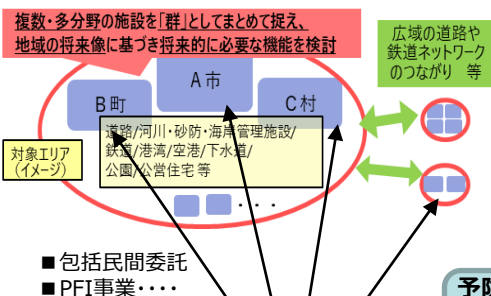 複数・多分野の施設を「群」としてまとめて捉え、
地域の将来像に基づき将来的に必要な機能を検討
広域の道路や
鉄道ネットワーク
のつながり 等
A市
B町
C村
道路/河川・砂防・海岸管理施設/
鉄道/港湾/空港/下水道/
公園/公営住宅 等
対象エリア
(イメージ)
・・・
■包括民間委託
■PFI事業・・・・